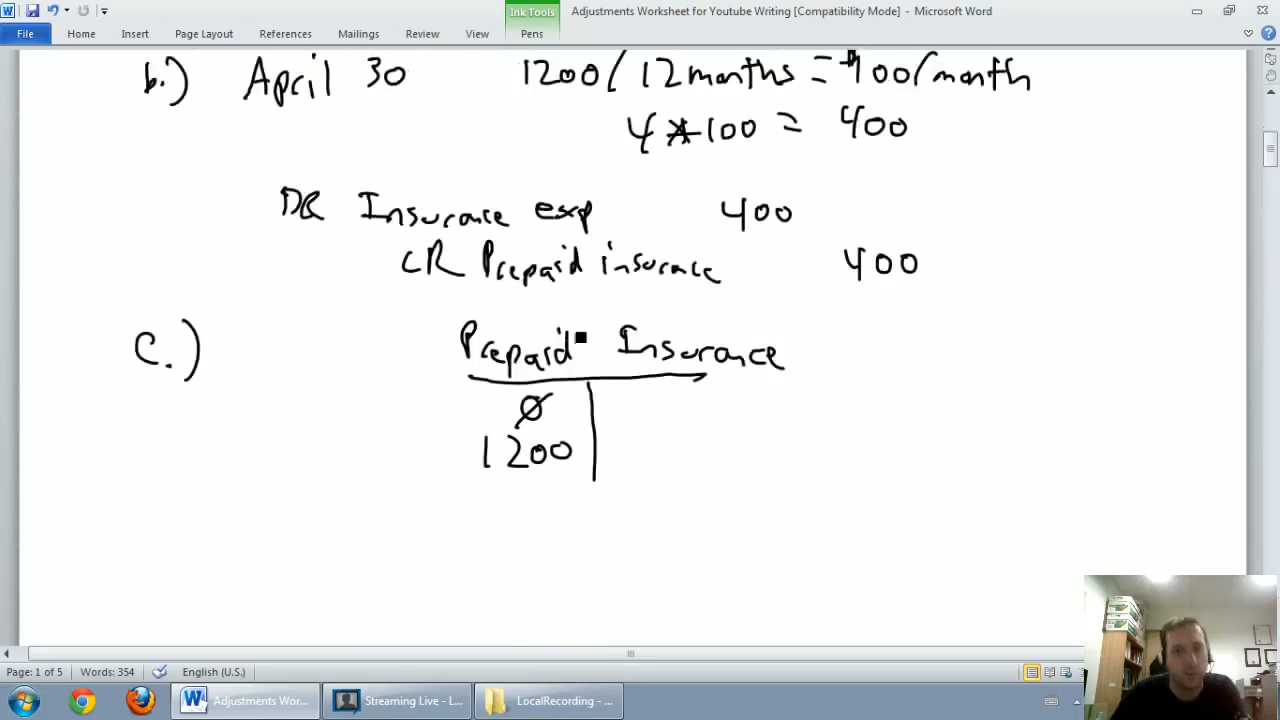 Adjustments Worksheet for Youtube Writing [Compatibility Mode] - Microsoft Word
Ink Tools
File Home Insert Page Layout References Mailings Review View Pens
b.) April 30 1200 / 12 months = $100/month
4 * 100 = 400
DR Insurance exp 400
CR Prepaid insurance 400
C.) Prepaid Insurance
0
1200
Page: 1 of 5 Words: 354 English (U.S.)
Adjustments Wor... Streaming Live - L... LocalRecording - ...